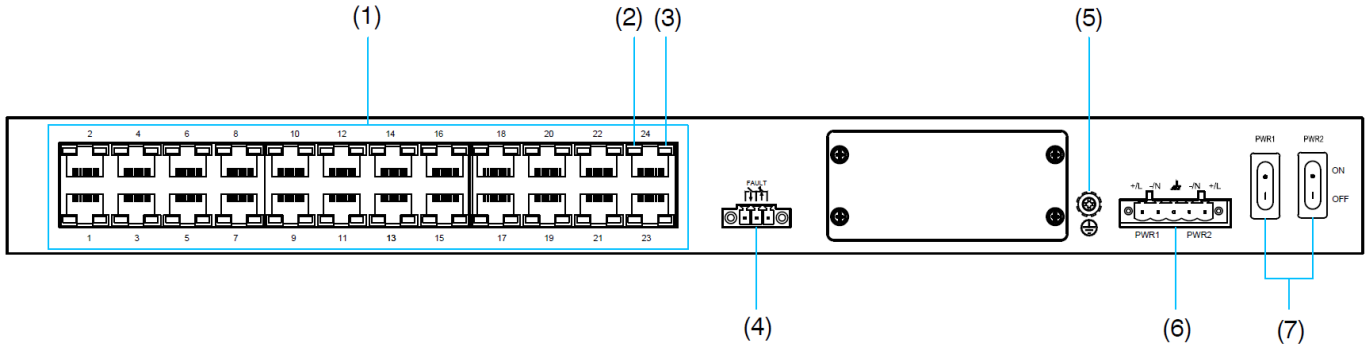 (1) (2) (3) (5)
2 4 6 8 10 12 14 16 18 20 22 24
PWR1 PWR2
ON
FAULT
+/L -/N -/N +/L
OFF
1 3 5 7 9 11 13 15 17 19 21 23
PWR1 PWR2
(4) (6) (7)